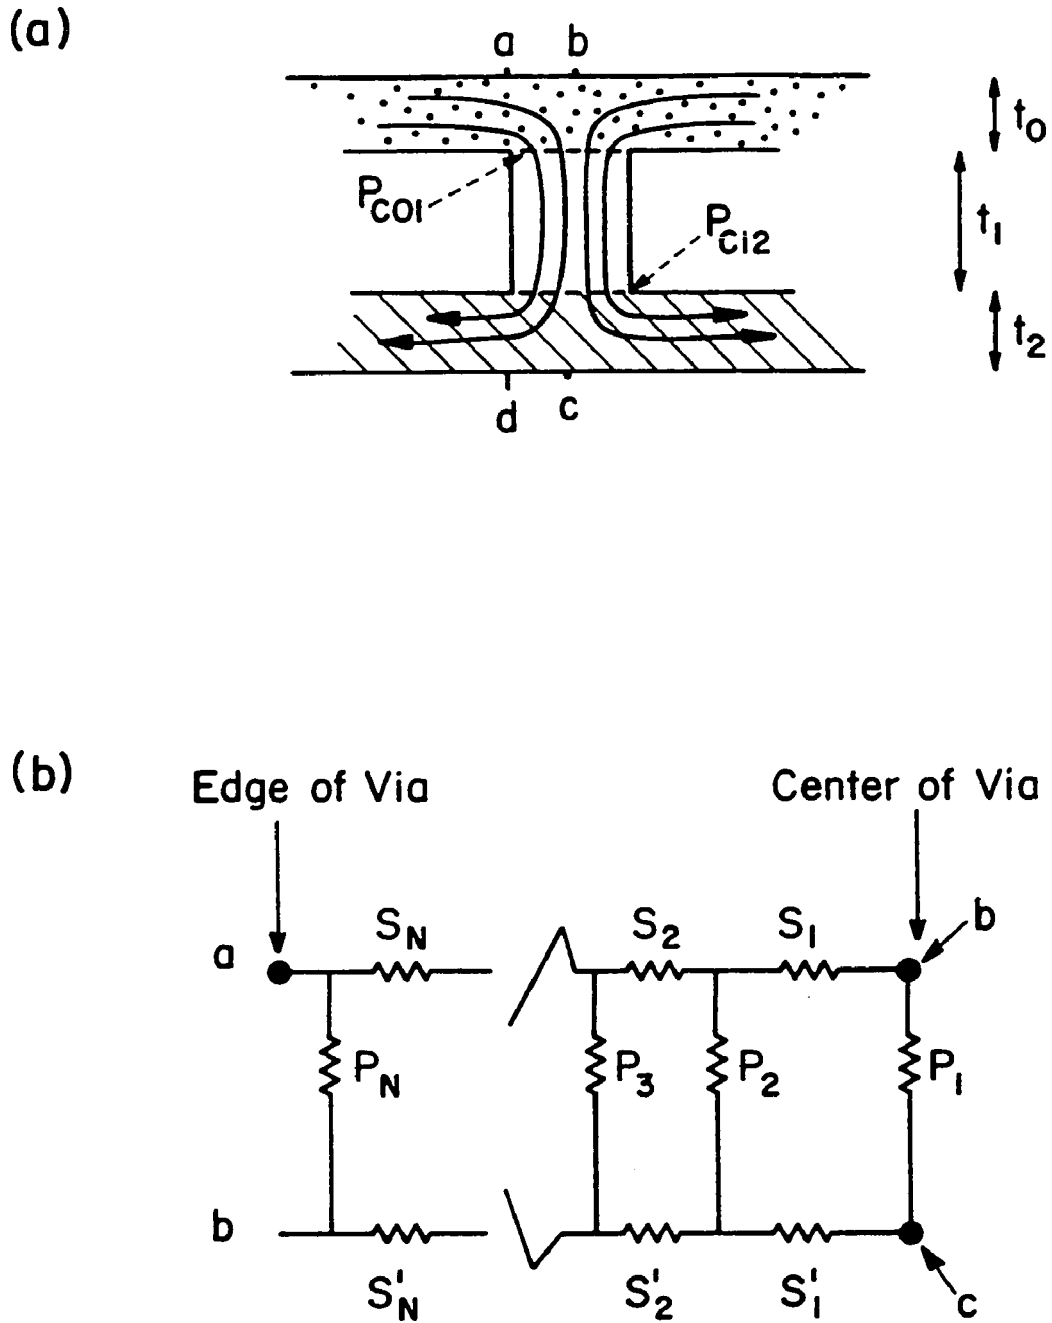 (a)
a b
t0
PC01
t1
PCi2
t2
d c
(b)
Edge of Via Center of Via
a SN S2 S1 b
PN P3 P2 P1
b
S'N S'2 S'1 c